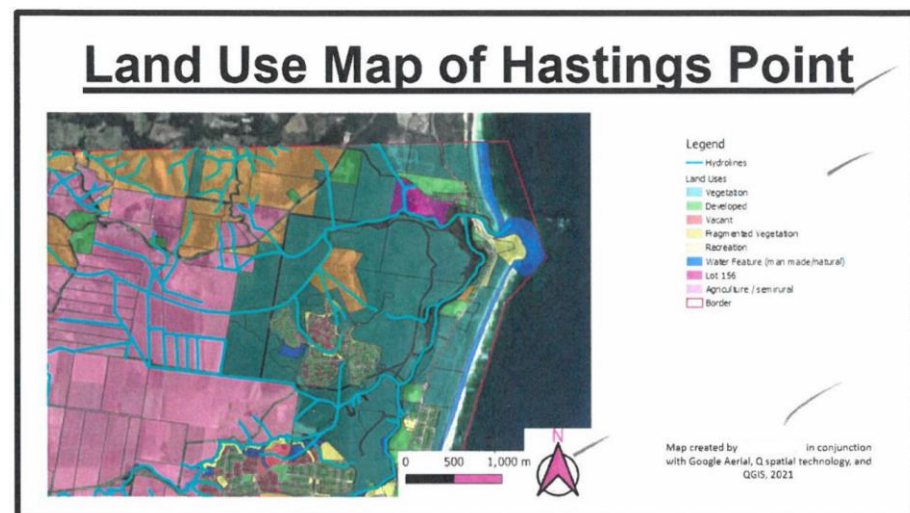 Land Use Map of Hastings Point
Legend
Hydrolines
Land Uses
Vegetation
Developed
Vacant
Fragmented Vegetation
Recreation
Water Feature (man made/natural)
Lot 156
Agriculture / semirural
Border
N
0 500 1,000 m
Map created by in conjunction
with Google Aerial, Q spatial technology, and
QGIS, 2021